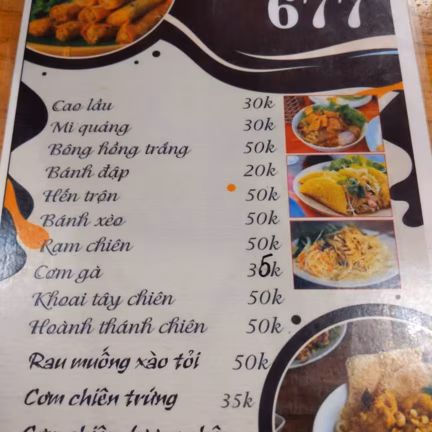 677
Cao lầu 30k
Mì quảng 30k
Bông hồng trắng 50k
Bánh đập 20k
Hến trộn 50k
Bánh xèo 50k
Ram chiên 50k
Cơm gà 35k
Khoai tây chiên 50k
Hoành thánh chiên 50k
Rau muống xào tỏi 50k
Cơm chiên trứng 35k
Cơm chiên